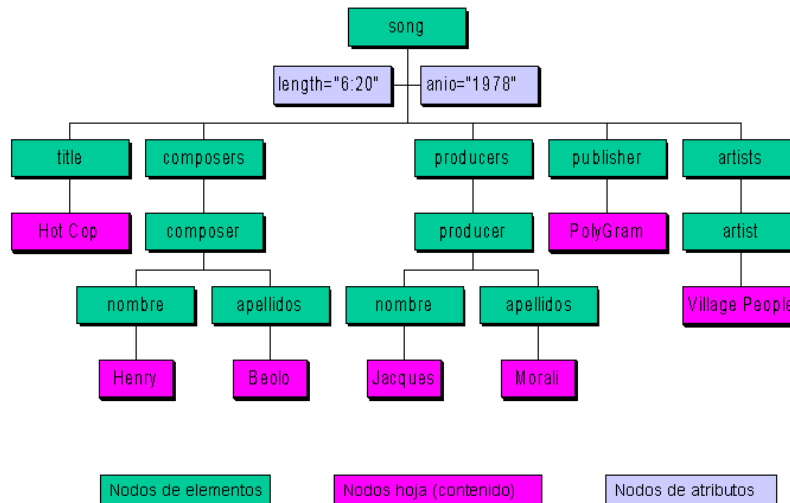 song
length="6:20"
anio="1978"
title
composers
producers
publisher
artists
Hot Cop
composer
producer
PolyGram
artist
nombre
apellidos
nombre
apellidos
Village People
Henry
Beolo
Jacques
Morali
Nodos de elementos
Nodos hoja (contenido)
Nodos de atributos